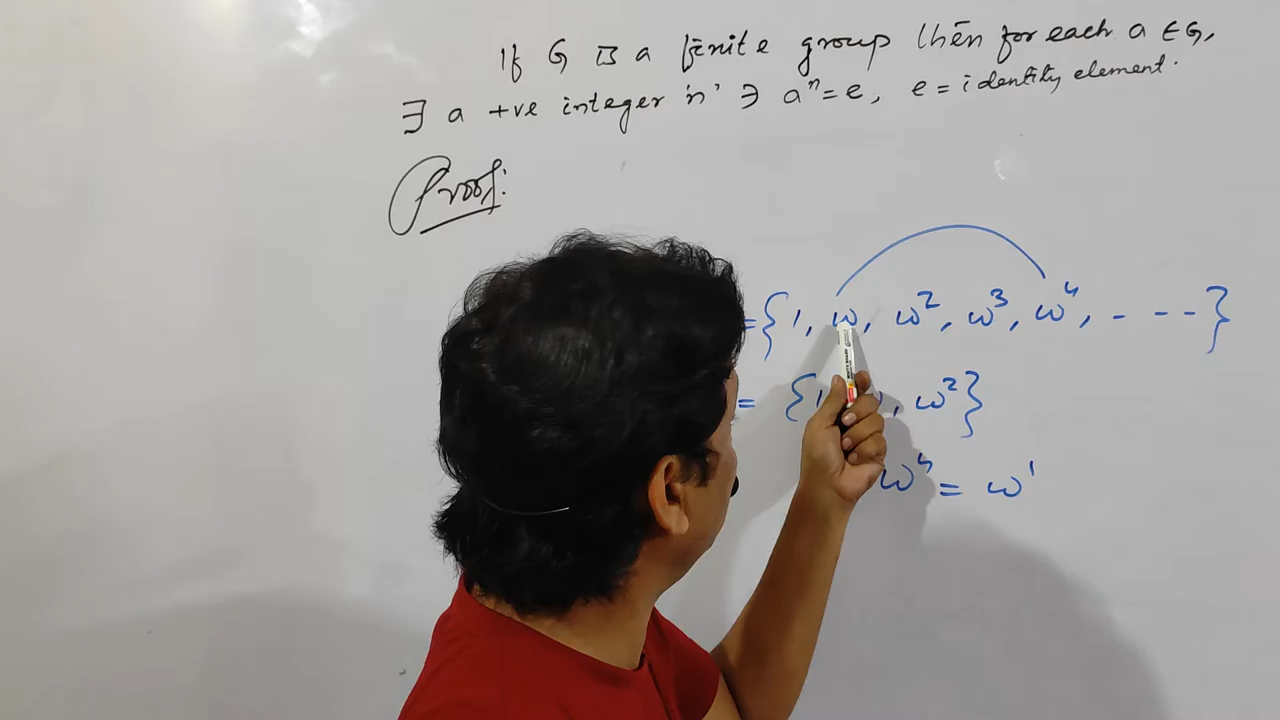 If G is a finite group then for each a ∈ G,
∃ a +ve integer 'n' ∋ aⁿ = e, e = identity element.
Proof:
= {1, ω, ω², ω³, ω⁴, - - - }
= {1, , ω²}
ω⁴ = ω¹